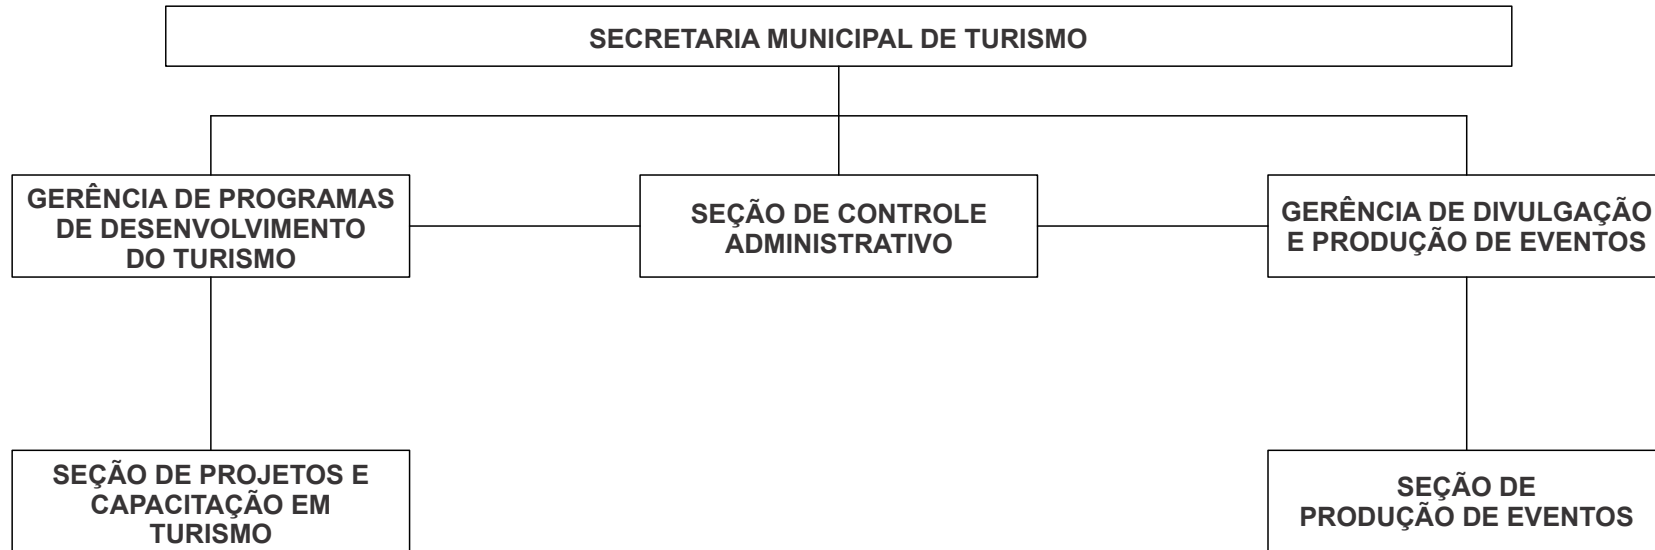 SECRETARIA MUNICIPAL DE TURISMO
GERÊNCIA DE PROGRAMAS
DE DESENVOLVIMENTO
DO TURISMO
SEÇÃO DE CONTROLE
ADMINISTRATIVO
GERÊNCIA DE DIVULGAÇÃO
E PRODUÇÃO DE EVENTOS
SEÇÃO DE PROJETOS E
CAPACITAÇÃO EM
TURISMO
SEÇÃO DE
PRODUÇÃO DE EVENTOS